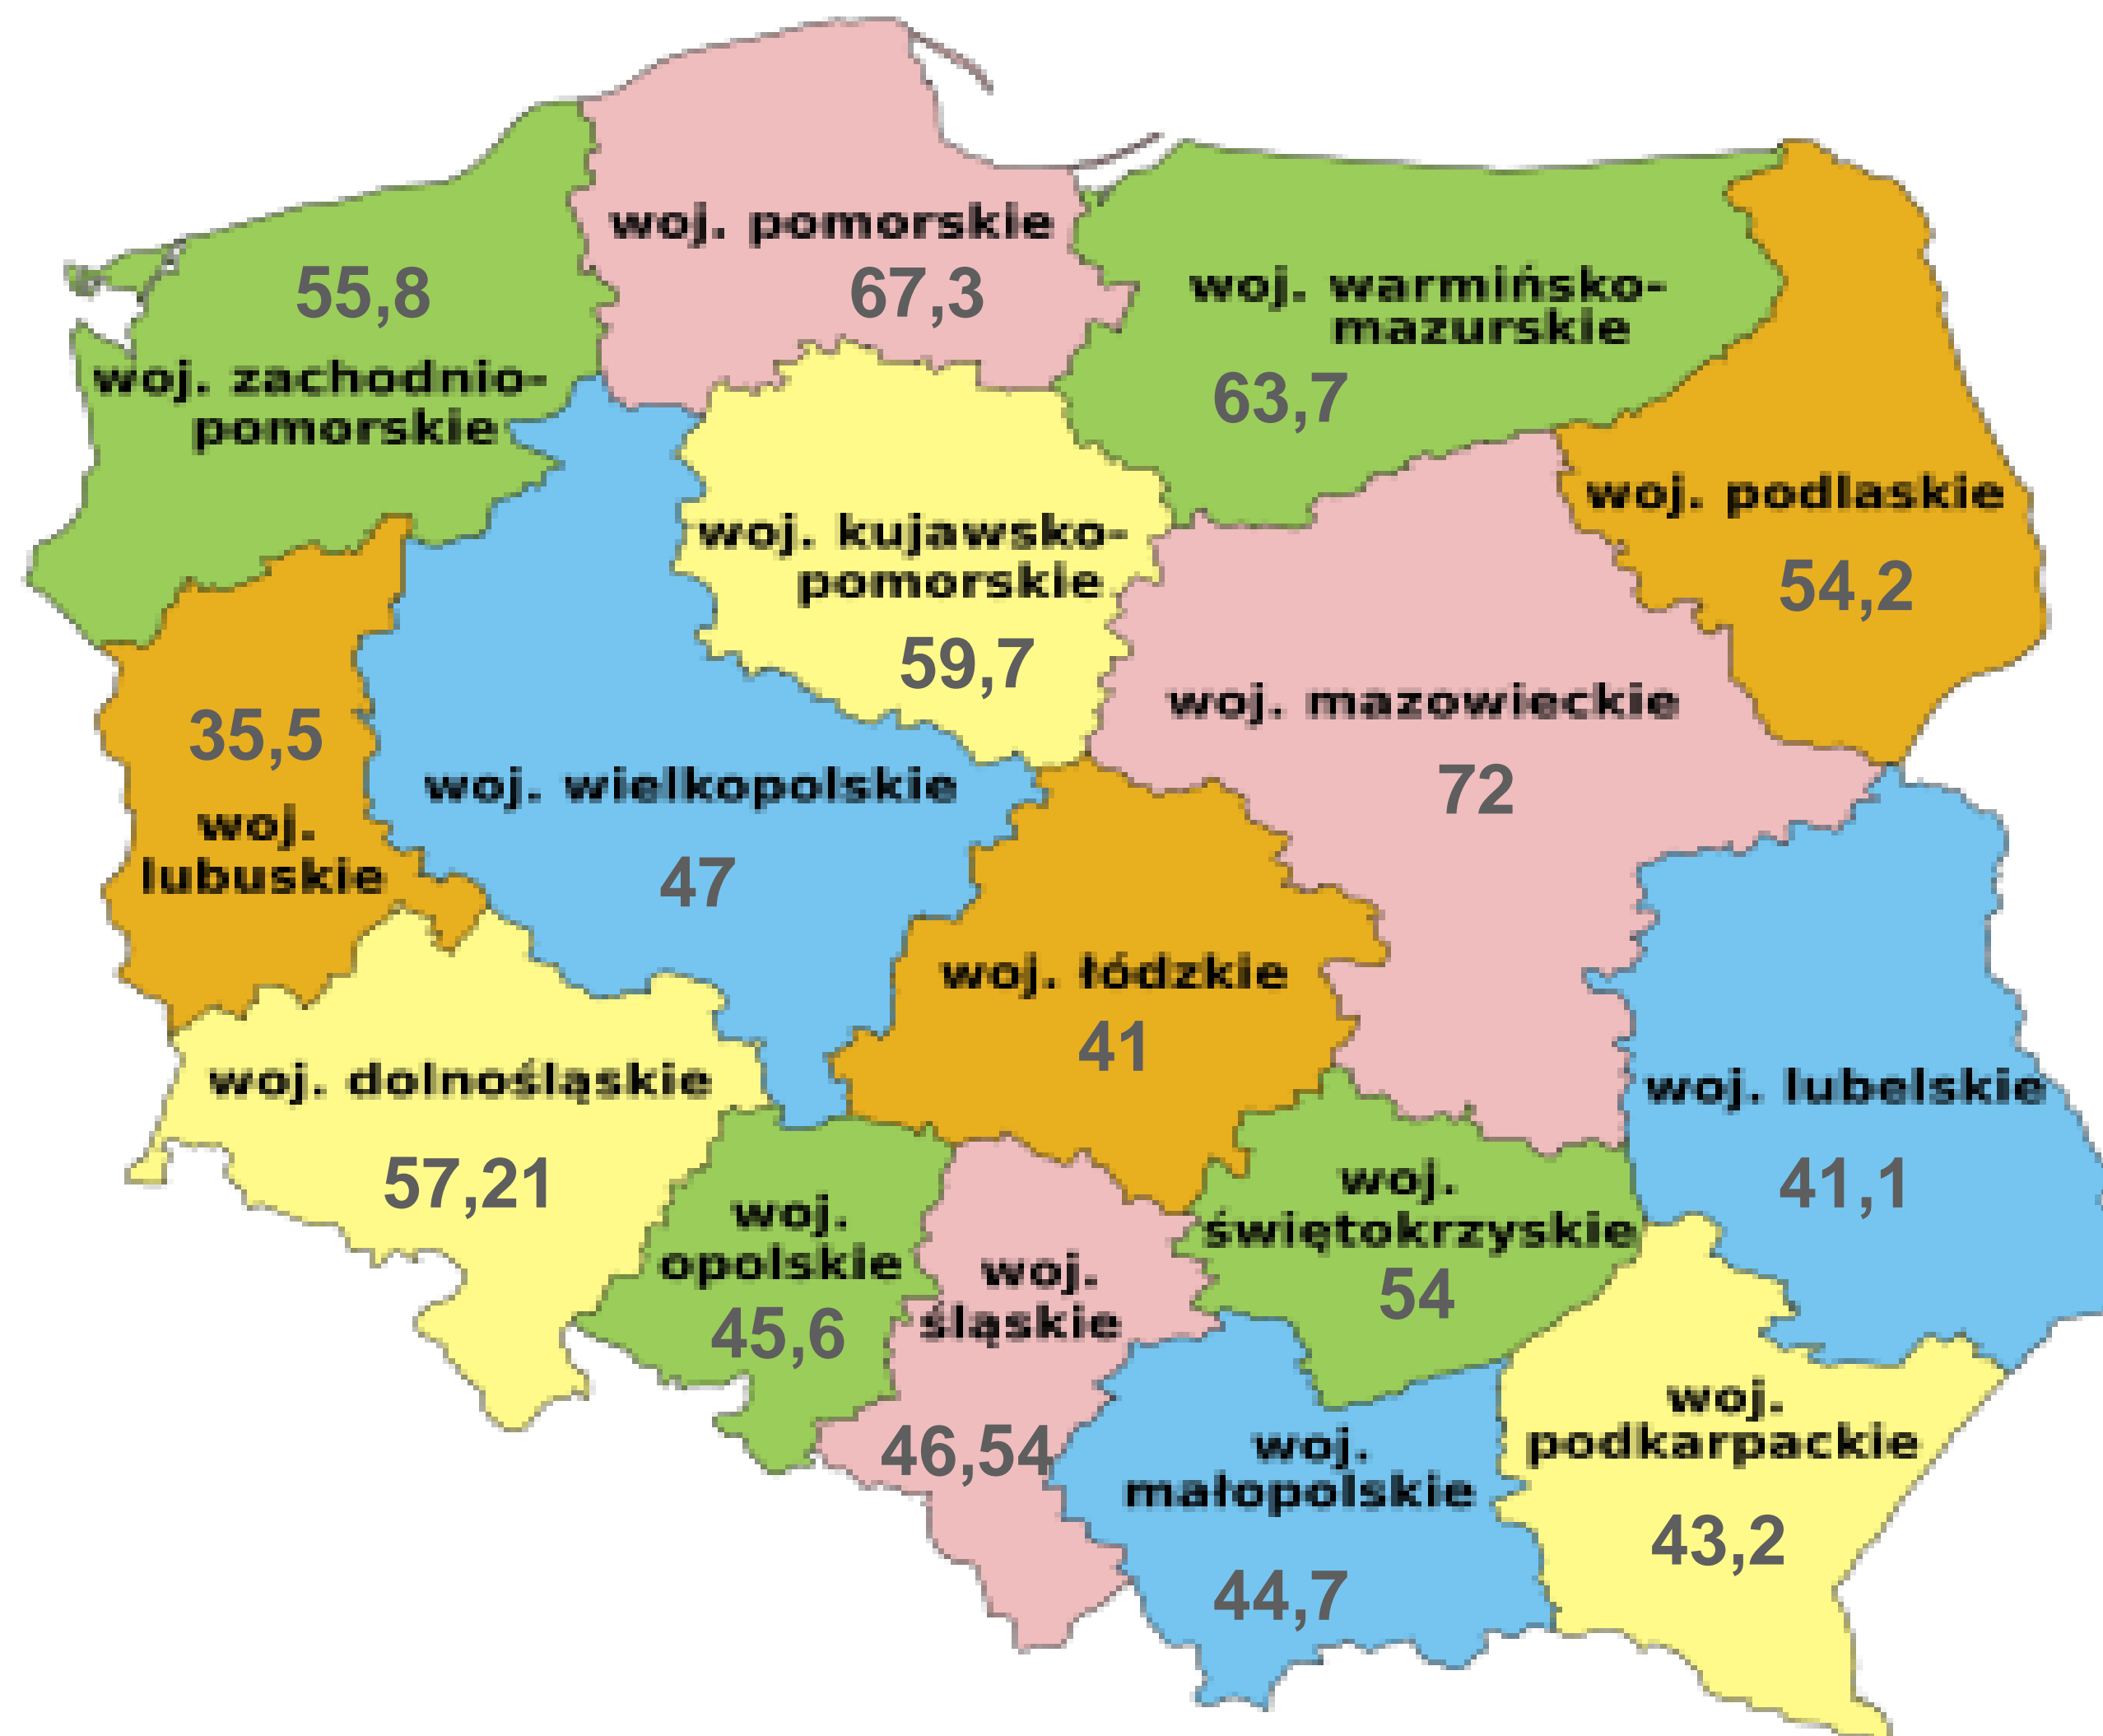 woj. pomorskie
67,3
55,8
woj. zachodnio-
pomorskie
woj. warmińsko-
mazurskie
63,7
woj. podlaskie
54,2
woj. kujawsko-
pomorskie
59,7
35,5
woj.
lubuskie
woj. wielkopolskie
47
woj. mazowieckie
72
woj. łódzkie
41
woj. dolnośląskie
57,21
woj. lubelskie
41,1
woj.
opolskie
45,6
woj.
śląskie
46,54
woj.
świętokrzyskie
54
woj.
małopolskie
44,7
woj.
podkarpackie
43,2